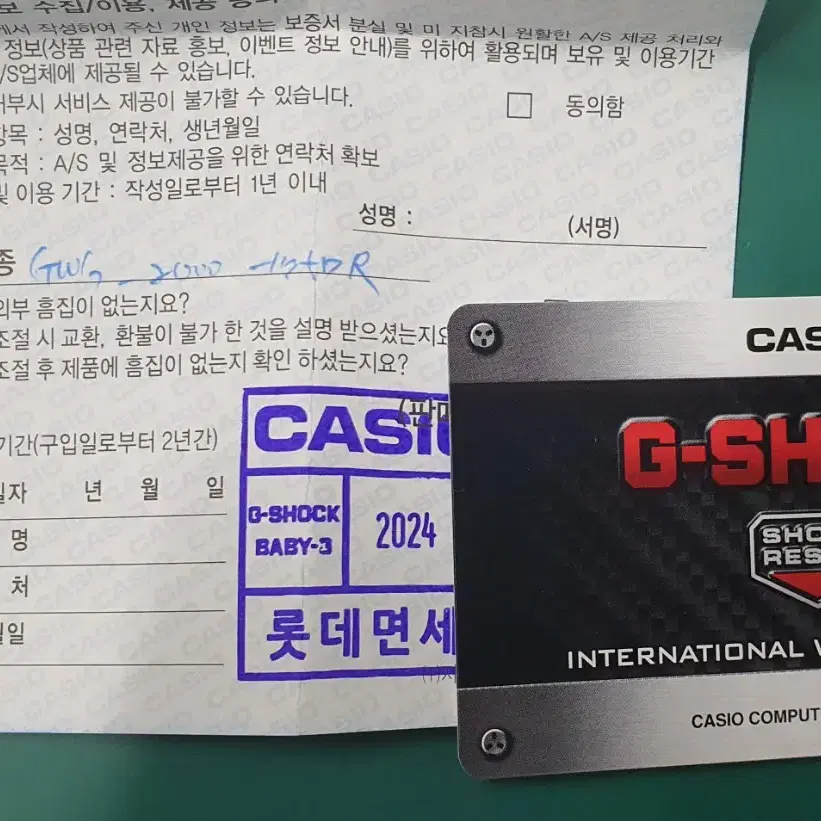 보 수집/이용, 제공 동의
에서 작성하여 주신 개인 정보는 보증서 분실 및 미 지참시 원활한 A/S 제공 처리와
정보(상품 관련 자료 홍보, 이벤트 정보 안내)를 위하여 활용되며 보유 및 이용기간
/S업체에 제공될 수 있습니다.
거부시 서비스 제공이 불가할 수 있습니다.
동의함
항목 : 성명, 연락처, 생년월일
목적 : A/S 및 정보제공을 위한 연락처 확보
및 이용 기간 : 작성일로부터 1년 이내
성명 : (서명)
종
외부 흠집이 없는지요?
조절 시 교환, 환불이 불가 한 것을 설명 받으셨는지요
조절 후 제품에 흠집이 없는지 확인 하셨는지요?
(판매
기간(구입일로부터 2년간)
일자 년 월 일
명
처
월일
CASIO
G-SHOCK
BABY-3
2024
롯데면세
CAS
G-SH
SHO
RES
INTERNATIONAL W
CASIO COMPUT